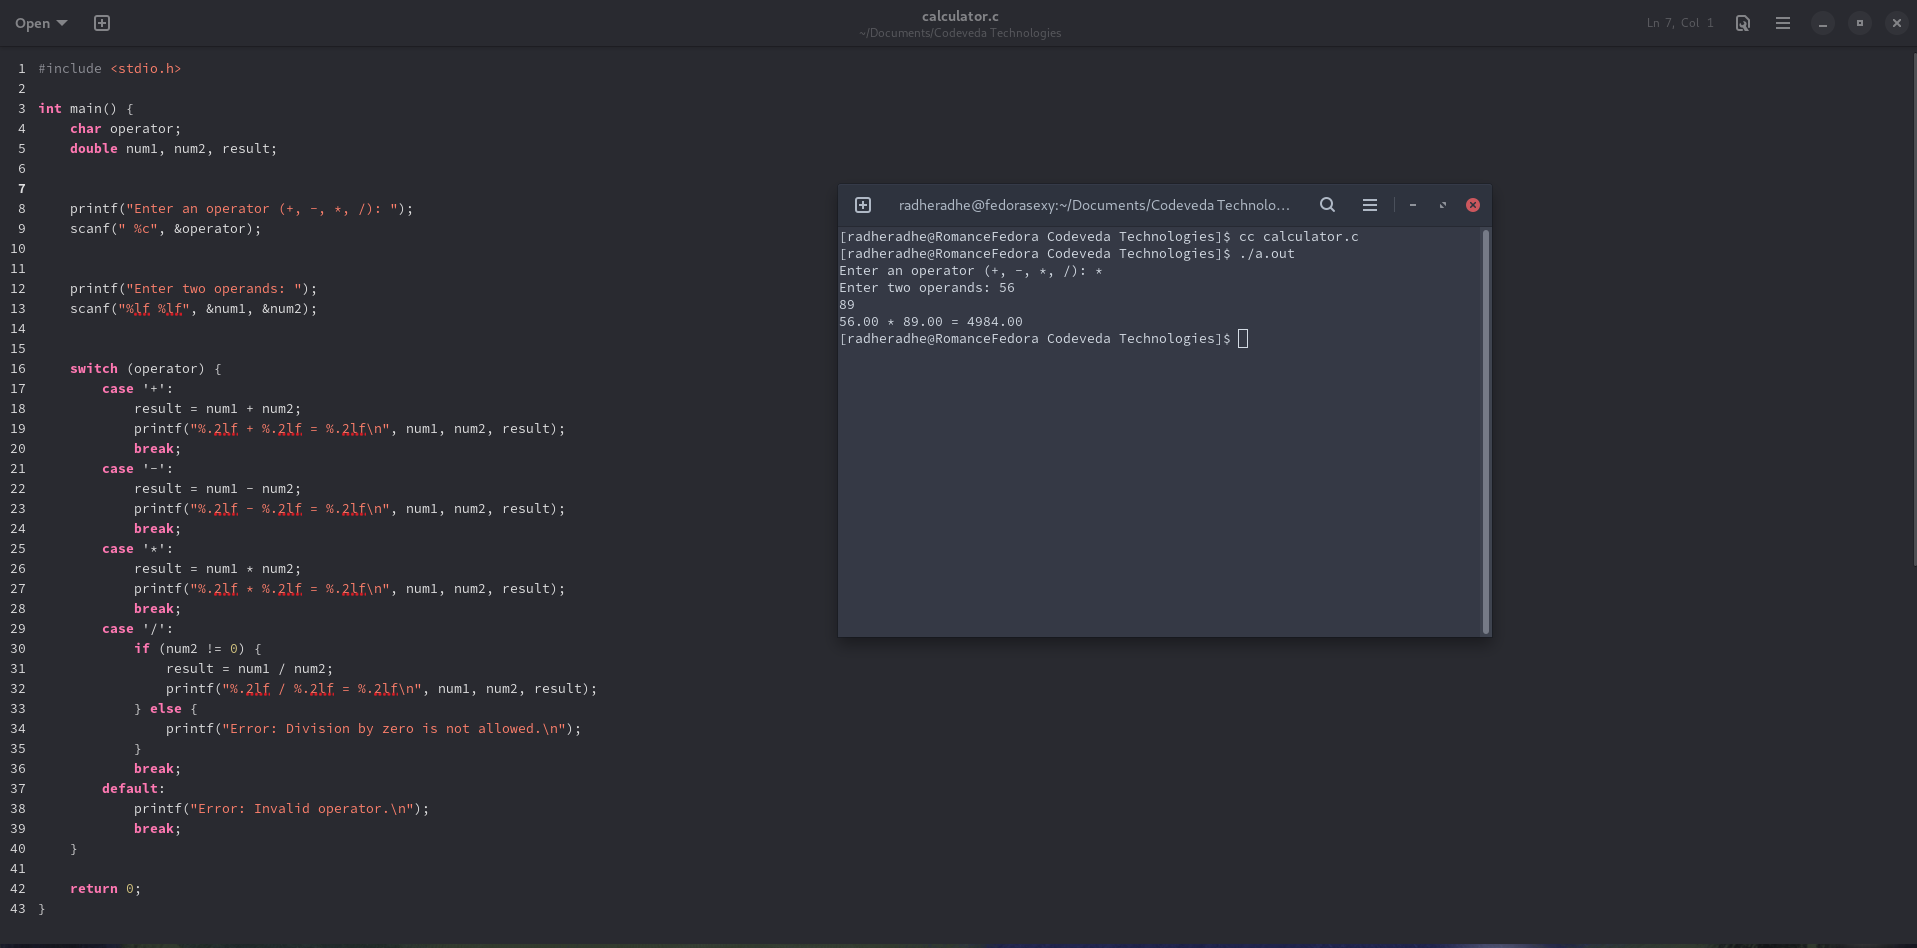 Open
calculator.c
~/Documents/Codeveda Technologies
Ln 7, Col 1
1 #include <stdio.h>
2
3 int main() {
4     char operator;
5     double num1, num2, result;
6
7
8     printf("Enter an operator (+, -, *, /): ");
9     scanf(" %c", &operator);
10
11
12     printf("Enter two operands: ");
13     scanf("%lf %lf", &num1, &num2);
14
15
16     switch (operator) {
17         case '+':
18             result = num1 + num2;
19             printf("%.2lf + %.2lf = %.2lf\n", num1, num2, result);
20             break;
21         case '-':
22             result = num1 - num2;
23             printf("%.2lf - %.2lf = %.2lf\n", num1, num2, result);
24             break;
25         case '*':
26             result = num1 * num2;
27             printf("%.2lf * %.2lf = %.2lf\n", num1, num2, result);
28             break;
29         case '/':
30             if (num2 != 0) {
31                 result = num1 / num2;
32                 printf("%.2lf / %.2lf = %.2lf\n", num1, num2, result);
33             } else {
34                 printf("Error: Division by zero is not allowed.\n");
35             }
36             break;
37         default:
38             printf("Error: Invalid operator.\n");
39             break;
40     }
41
42     return 0;
43 }
radheradhe@fedorasexy:~/Documents/Codeveda Technolo...
[radheradhe@RomanceFedora Codeveda Technologies]$ cc calculator.c
[radheradhe@RomanceFedora Codeveda Technologies]$ ./a.out
Enter an operator (+, -, *, /): *
Enter two operands: 56
89
56.00 * 89.00 = 4984.00
[radheradhe@RomanceFedora Codeveda Technologies]$